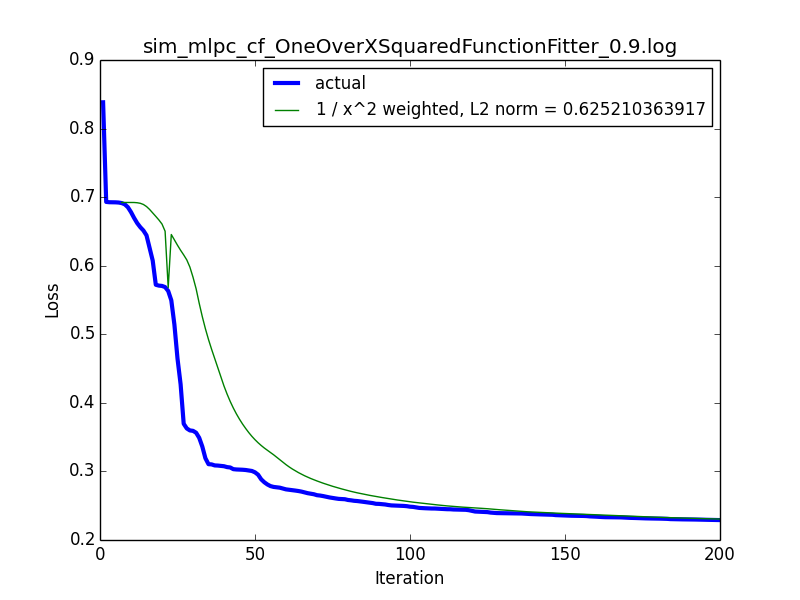 sim_mlpc_cf_OneOverXSquaredFunctionFitter_0.9.log
actual
1 / x^2 weighted, L2 norm = 0.625210363917
0.9
0.8
0.7
0.6
0.5
0.4
0.3
0.2
Loss
0 50 100 150 200
Iteration